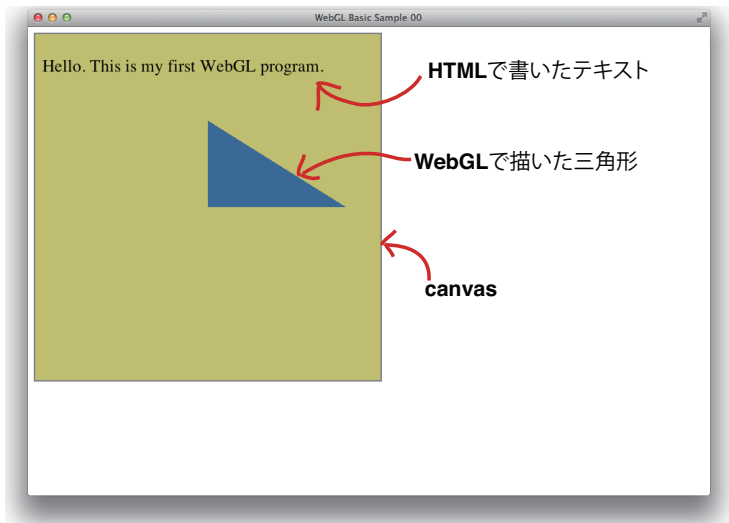 WebGL Basic Sample 00
Hello. This is my first WebGL program.
HTMLで書いたテキスト
WebGLで描いた三角形
canvas